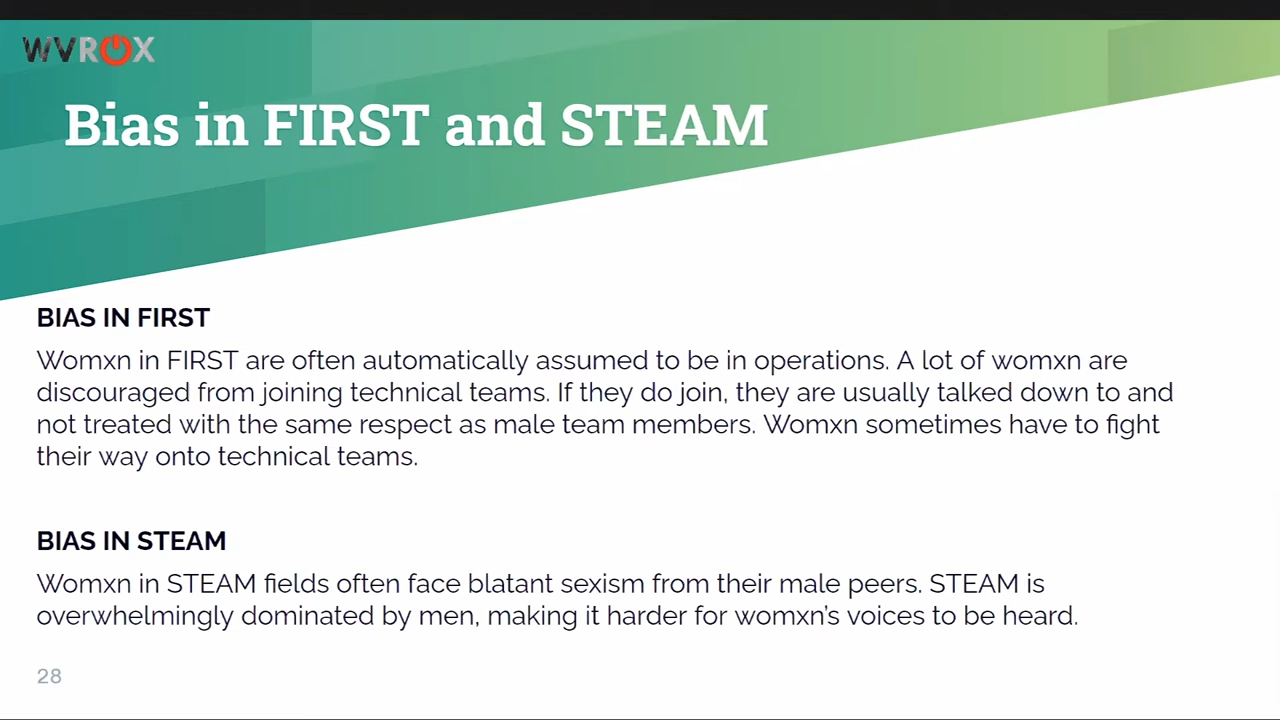 WVROX
Bias in FIRST and STEAM
BIAS IN FIRST
Womxn in FIRST are often automatically assumed to be in operations. A lot of womxn are
discouraged from joining technical teams. If they do join, they are usually talked down to and
not treated with the same respect as male team members. Womxn sometimes have to fight
their way onto technical teams.
BIAS IN STEAM
Womxn in STEAM fields often face blatant sexism from their male peers. STEAM is
overwhelmingly dominated by men, making it harder for womxn’s voices to be heard.
28